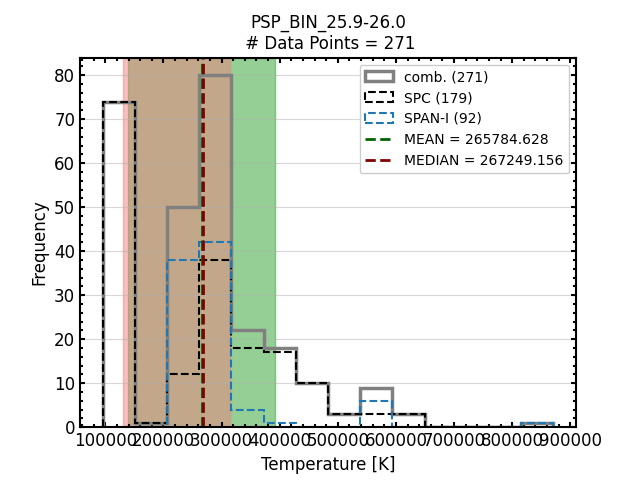 PSP_BIN_25.9-26.0
# Data Points = 271
comb. (271)
SPC (179)
SPAN-I (92)
MEAN = 265784.628
MEDIAN = 267249.156
Frequency
80
70
60
50
40
30
20
10
0
100000 200000 300000 400000 500000 600000 700000 800000 900000
Temperature [K]